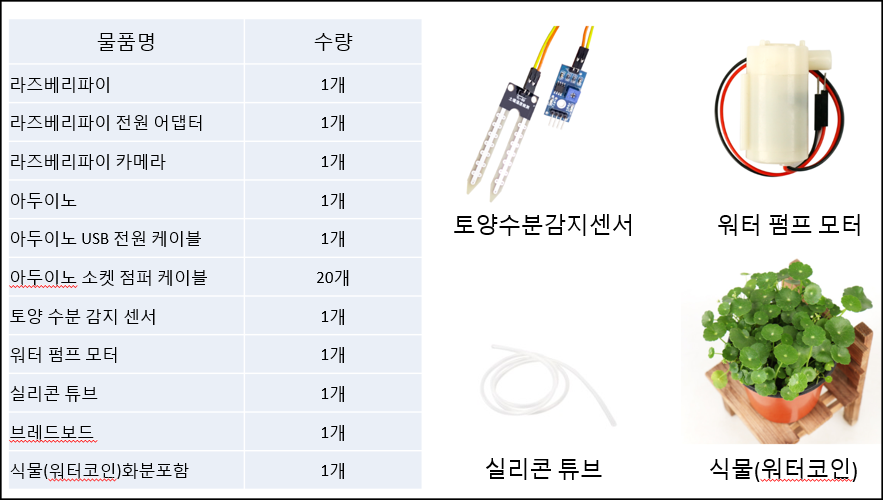 물품명 수량
라즈베리파이 1개
라즈베리파이 전원 어댑터 1개
라즈베리파이 카메라 1개
아두이노 1개
아두이노 USB 전원 케이블 1개
아두이노 소켓 점퍼 케이블 20개
토양 수분 감지 센서 1개
워터 펌프 모터 1개
실리콘 튜브 1개
브레드보드 1개
식물(워터코인)화분포함 1개
토양수분감지센서
워터 펌프 모터
실리콘 튜브
식물(워터코인)